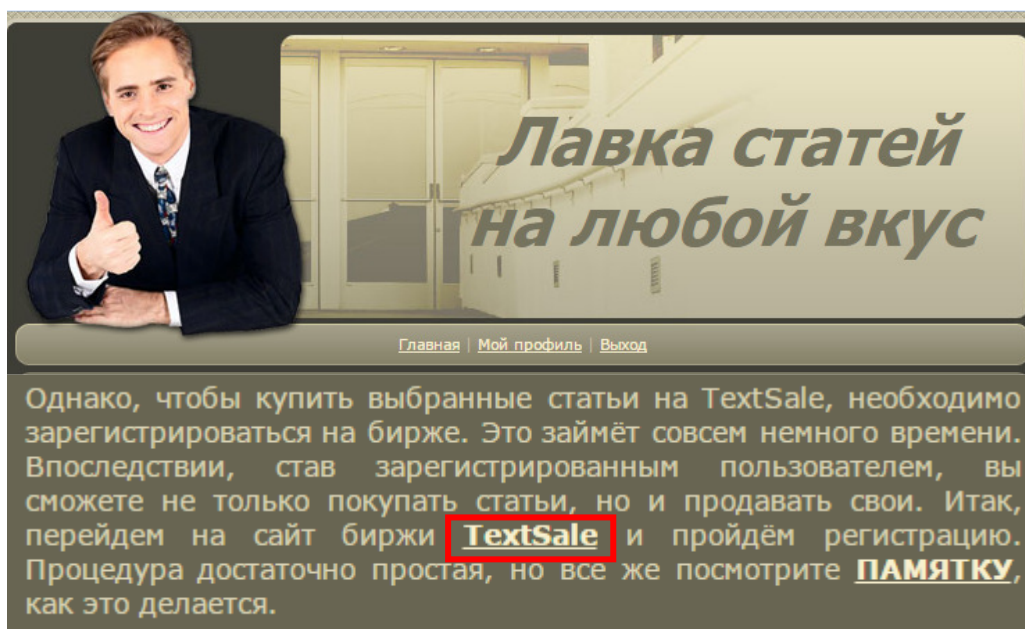 Лавка статей
на любой вкус
Главная | Мой профиль | Выход
Однако, чтобы купить выбранные статьи на TextSale, необходимо
зарегистрироваться на бирже. Это займёт совсем немного времени.
Впоследствии, став зарегистрированным пользователем, вы
сможете не только покупать статьи, но и продавать свои. Итак,
перейдем на сайт биржи TextSale и пройдём регистрацию.
Процедура достаточно простая, но все же посмотрите ПАМЯТКУ,
как это делается.